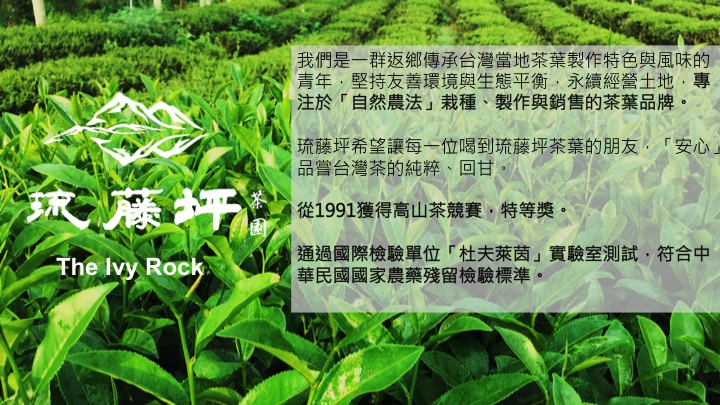 琉藤坪
茶園
The Ivy Rock
我們是一群返鄉傳承台灣當地茶葉製作特色與風味的
青年，堅持友善環境與生態平衡，永續經營土地，專
注於「自然農法」栽種、製作與銷售的茶葉品牌。
琉藤坪希望讓每一位喝到琉藤坪茶葉的朋友，「安心」
品嘗台灣茶的純粹、回甘。
從1991獲得高山茶競賽，特等獎。
通過國際檢驗單位「杜夫萊茵」實驗室測試，符合中
華民國國家農藥殘留檢驗標準。